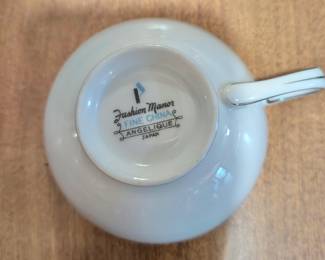 Fashion Manor
FINE CHINA
ANGELIQUE
JAPAN